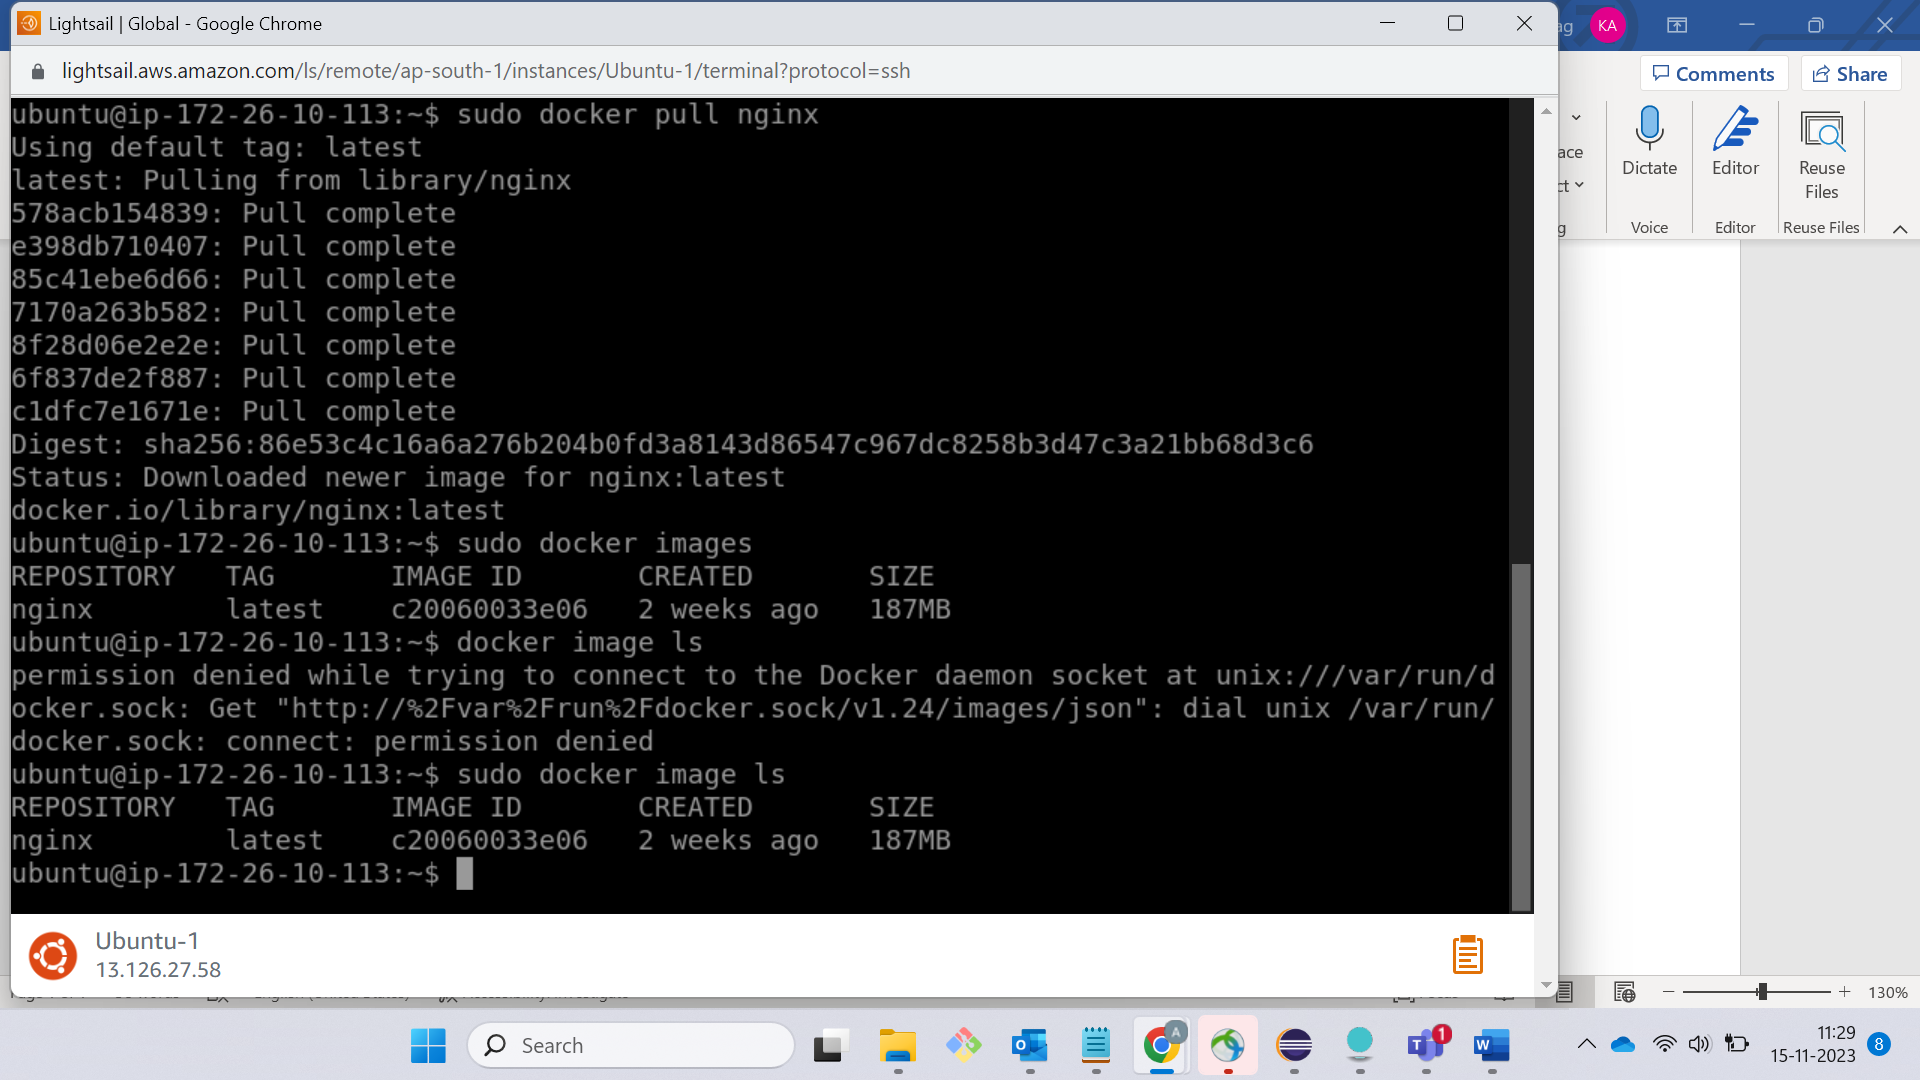 Lightsail | Global - Google Chrome
ag
KA
lightsail.aws.amazon.com/ls/remote/ap-south-1/instances/Ubuntu-1/terminal?protocol=ssh
Comments
Share
ubuntu@ip-172-26-10-113:~$ sudo docker pull nginx
Using default tag: latest
latest: Pulling from library/nginx
578acb154839: Pull complete
e398db710407: Pull complete
85c41ebe6d66: Pull complete
7170a263b582: Pull complete
8f28d06e2e2e: Pull complete
6f837de2f887: Pull complete
c1dfc7e1671e: Pull complete
Digest: sha256:86e53c4c16a6a276b204b0fd3a8143d86547c967dc8258b3d47c3a21bb68d3c6
Status: Downloaded newer image for nginx:latest
docker.io/library/nginx:latest
ubuntu@ip-172-26-10-113:~$ sudo docker images
REPOSITORY TAG IMAGE ID CREATED SIZE
nginx latest c20060033e06 2 weeks ago 187MB
ubuntu@ip-172-26-10-113:~$ docker image ls
permission denied while trying to connect to the Docker daemon socket at unix:///var/run/d
ocker.sock: Get "http://%2Fvar%2Frun%2Fdocker.sock/v1.24/images/json": dial unix /var/run/
docker.sock: connect: permission denied
ubuntu@ip-172-26-10-113:~$ sudo docker image ls
REPOSITORY TAG IMAGE ID CREATED SIZE
nginx latest c20060033e06 2 weeks ago 187MB
ubuntu@ip-172-26-10-113:~$
ace
ct
g
Dictate
Voice
Editor
Editor
Reuse
Files
Reuse Files
Ubuntu-1
13.126.27.58
130%
Search
A
1
11:29
15-11-2023
8